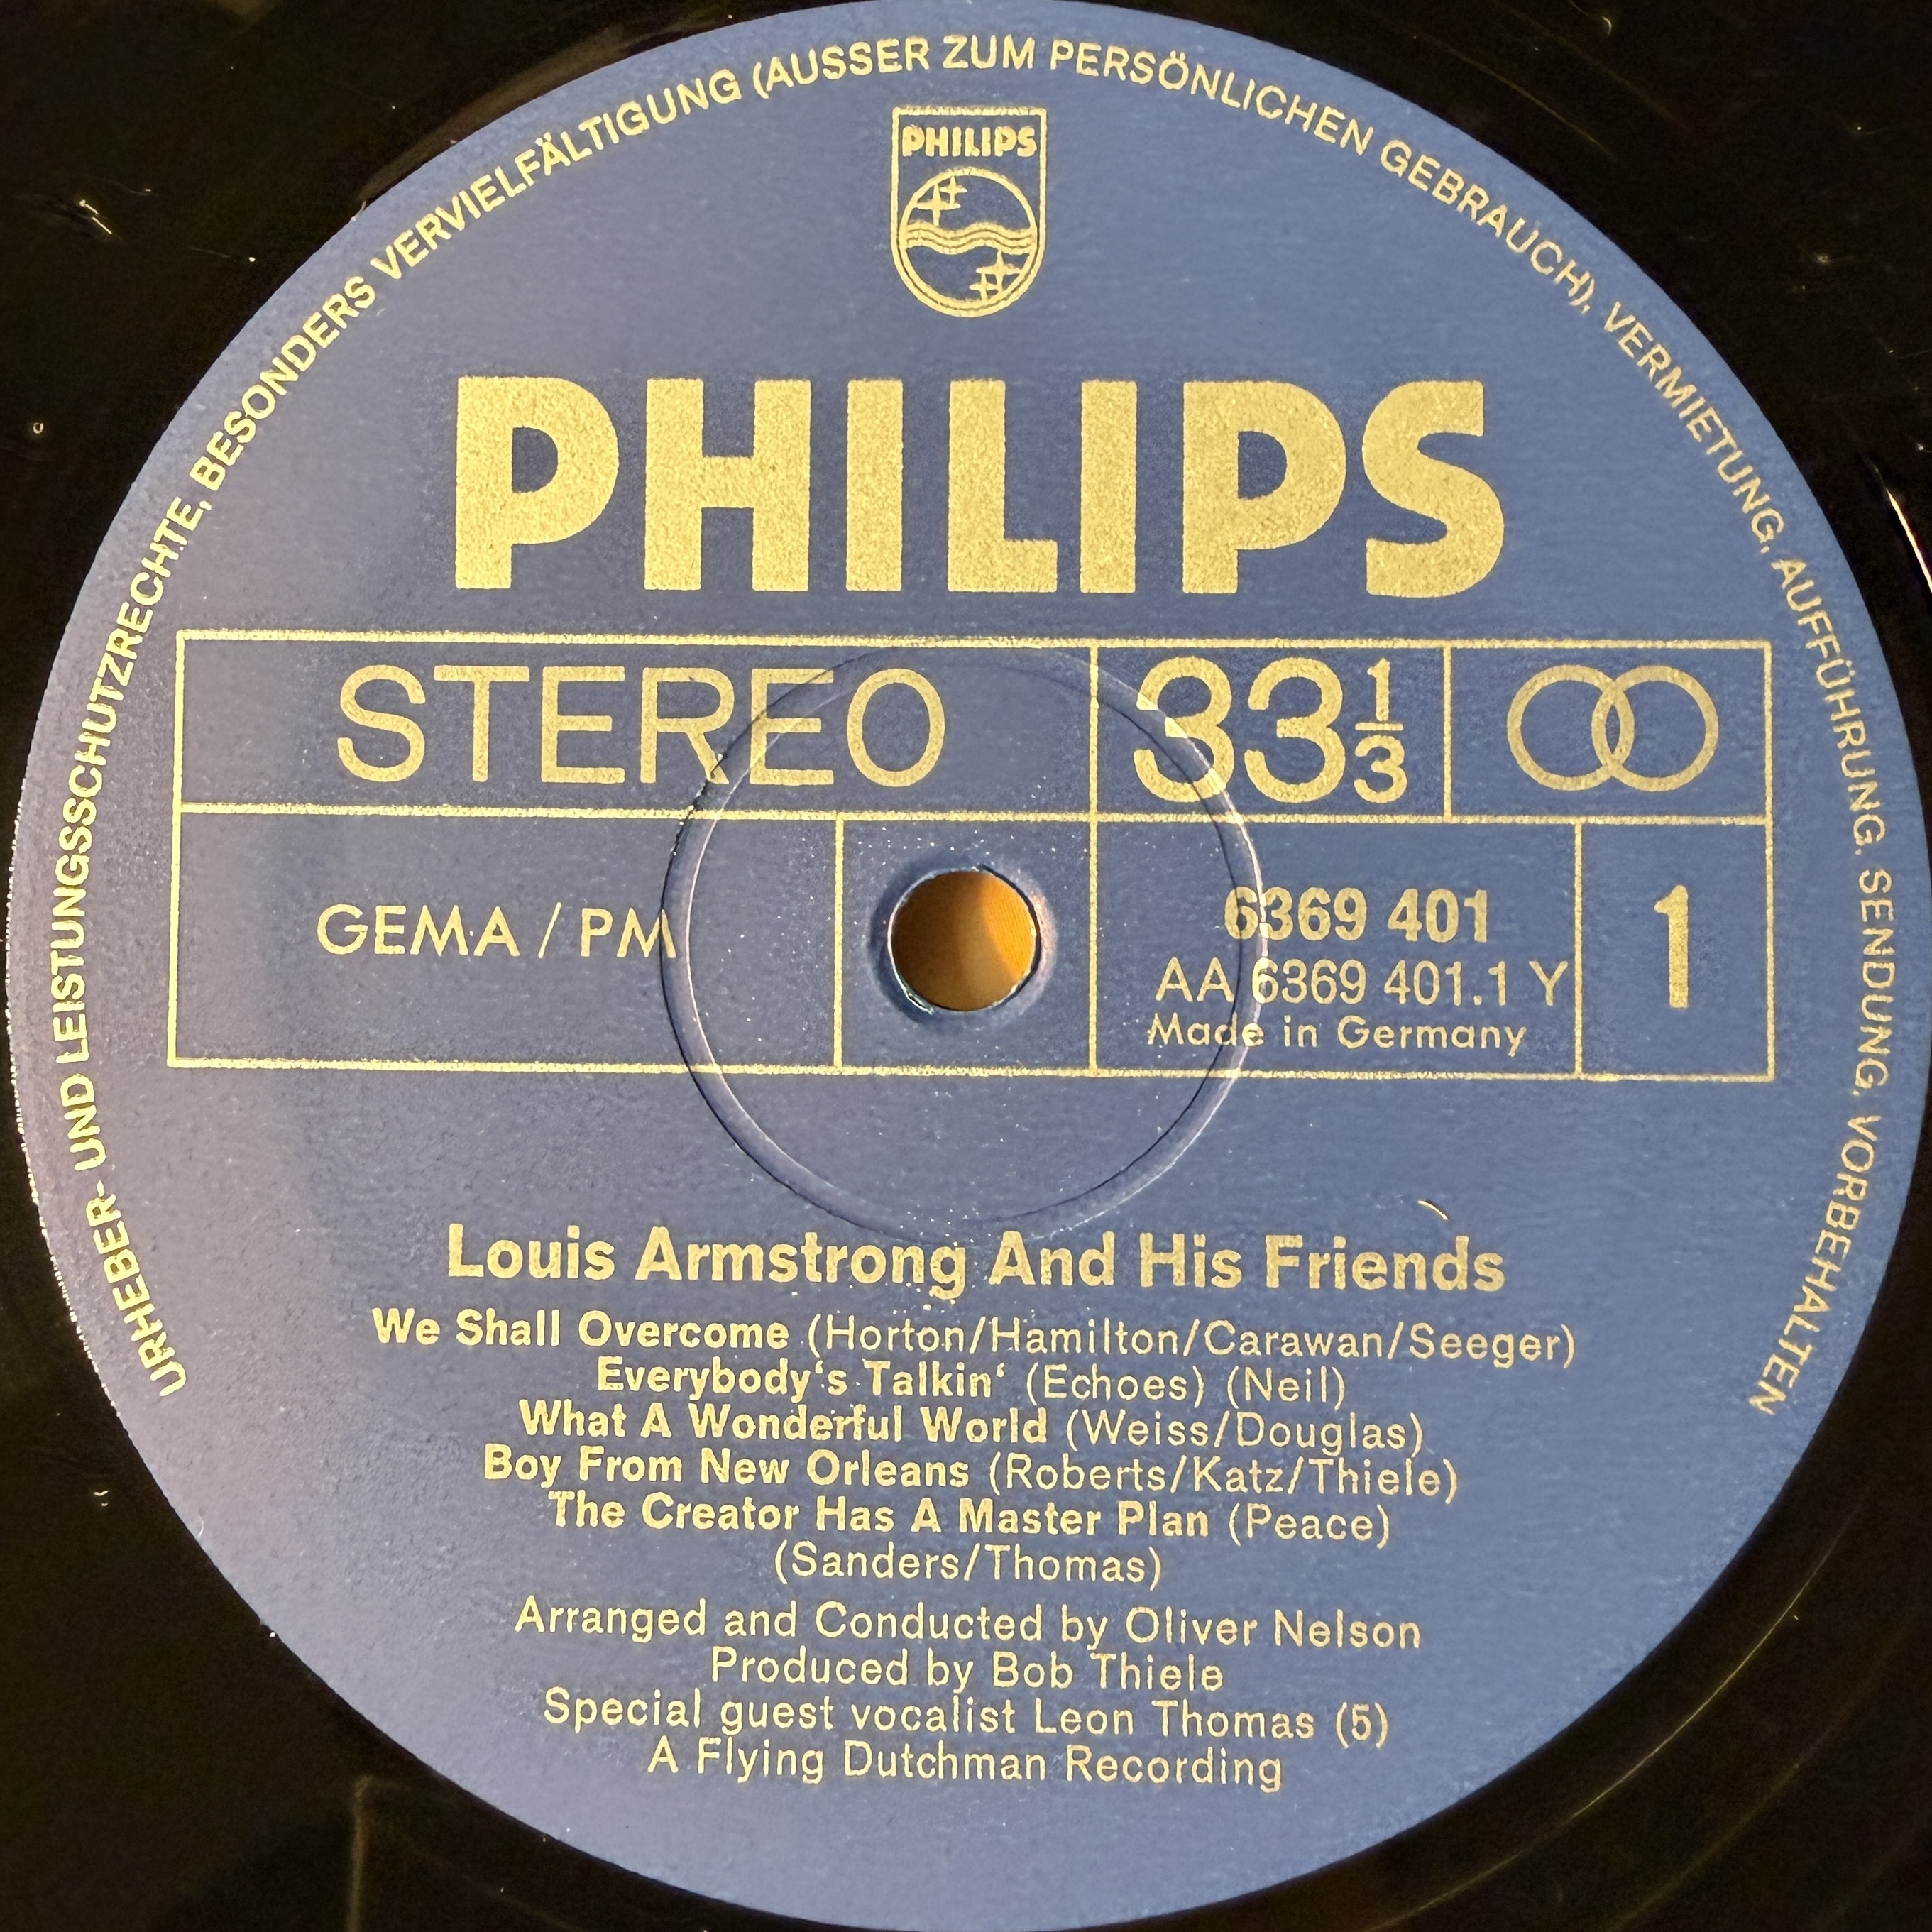 URHEBER- UND LEISTUNGSSCHUTZRECHTE, BESONDERS VERVIELFÄLTIGUNG (AUSSER ZUM PERSÖNLICHEN GEBRAUCH), VERMIETUNG, AUFFÜHRUNG, SENDUNG, VORBEHALTEN
PHILIPS
PHILIPS
STEREO 33 1/3
GEMA / PM
6369 401
AA 6369 401.1 Y
Made in Germany
1
Louis Armstrong And His Friends
We Shall Overcome (Horton/Hamilton/Carawan/Seeger)
Everybody‘s Talkin‘ (Echoes) (Neil)
What A Wonderful World (Weiss/Douglas)
Boy From New Orleans (Roberts/Katz/Thiele)
The Creator Has A Master Plan (Peace)
(Sanders/Thomas)
Arranged and Conducted by Oliver Nelson
Produced by Bob Thiele
Special guest vocalist Leon Thomas (5)
A Flying Dutchman Recording